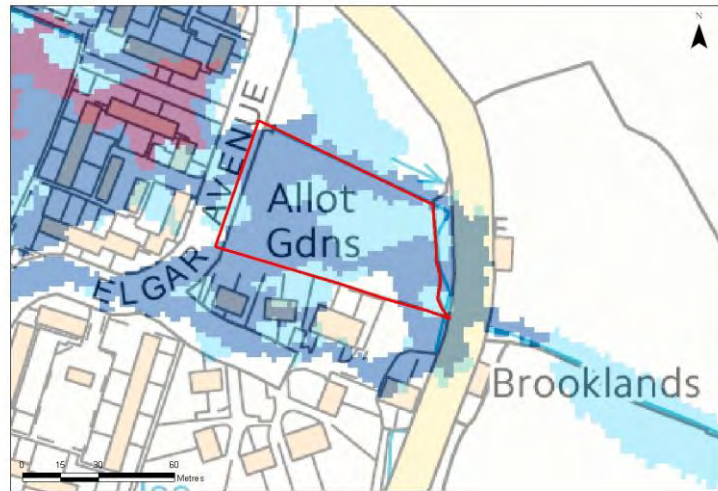 N
ELGAR AVENUE
Allot
Gdns
Brooklands
0 15 30 60
Metres